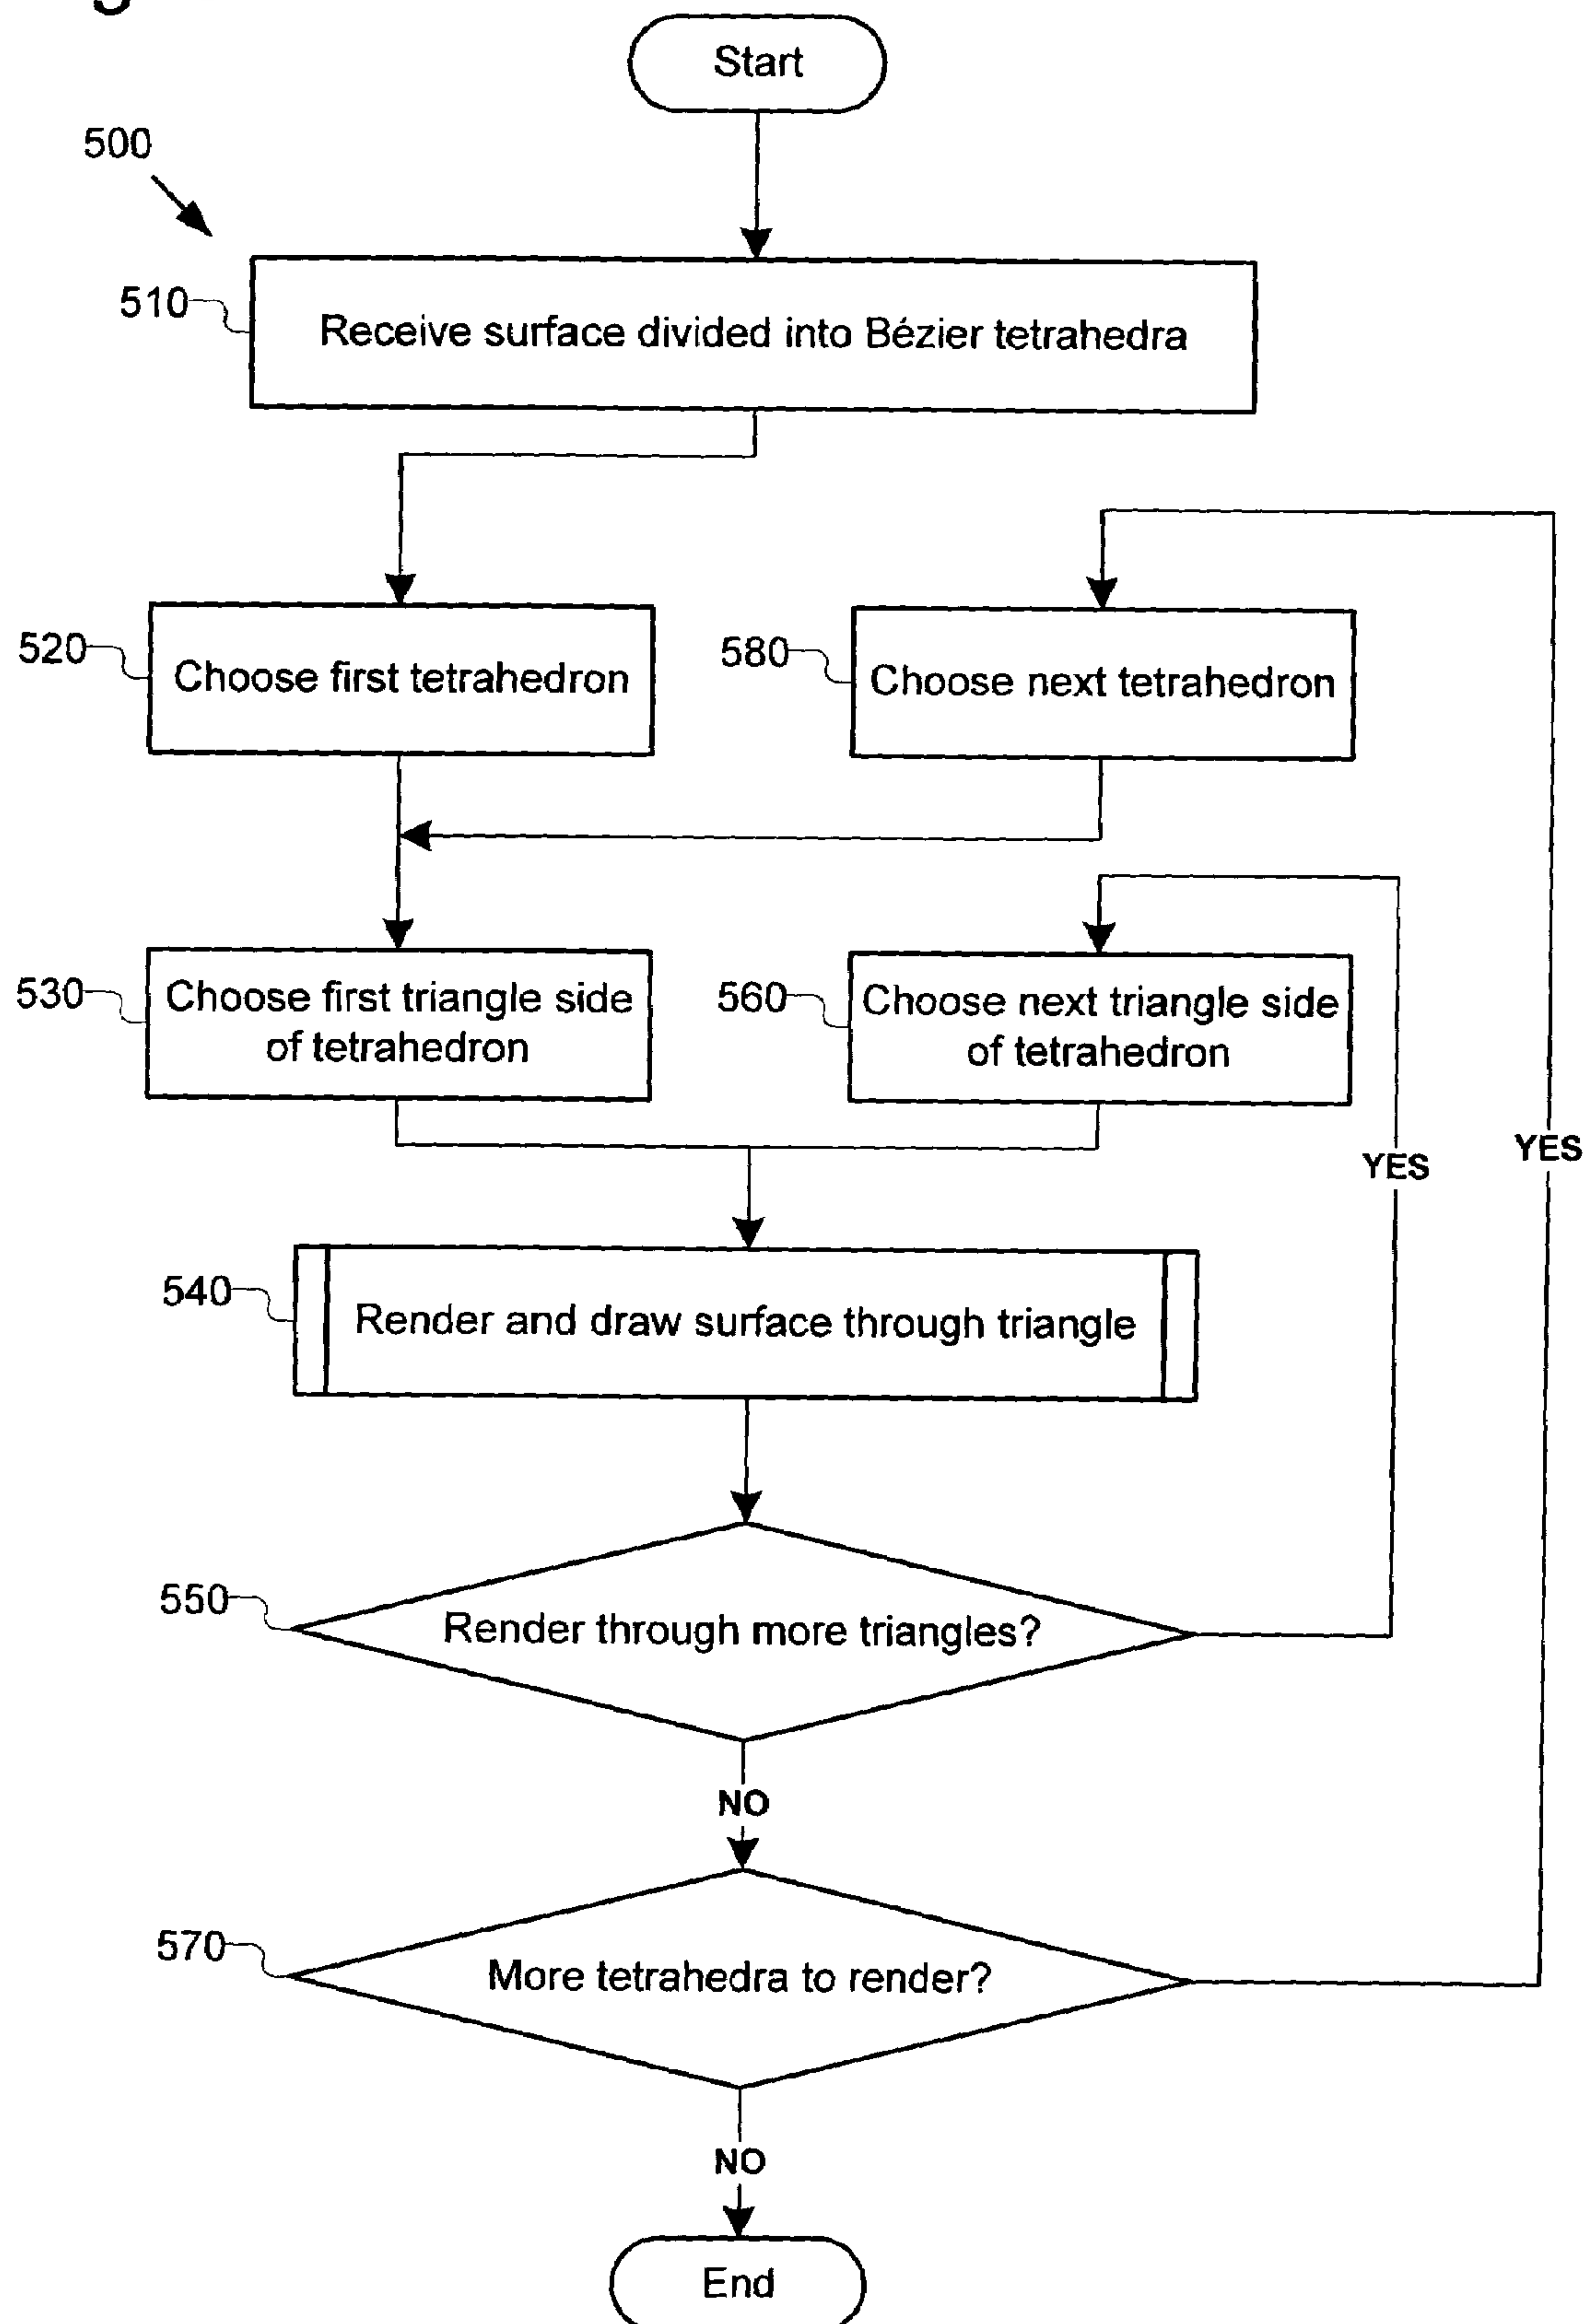 Start
500
510
Receive surface divided into Bézier tetrahedra
520
Choose first tetrahedron
580
Choose next tetrahedron
530
Choose first triangle side
of tetrahedron
560
Choose next triangle side
of tetrahedron
YES
YES
540
Render and draw surface through triangle
550
Render through more triangles?
NO
570
More tetrahedra to render?
NO
End